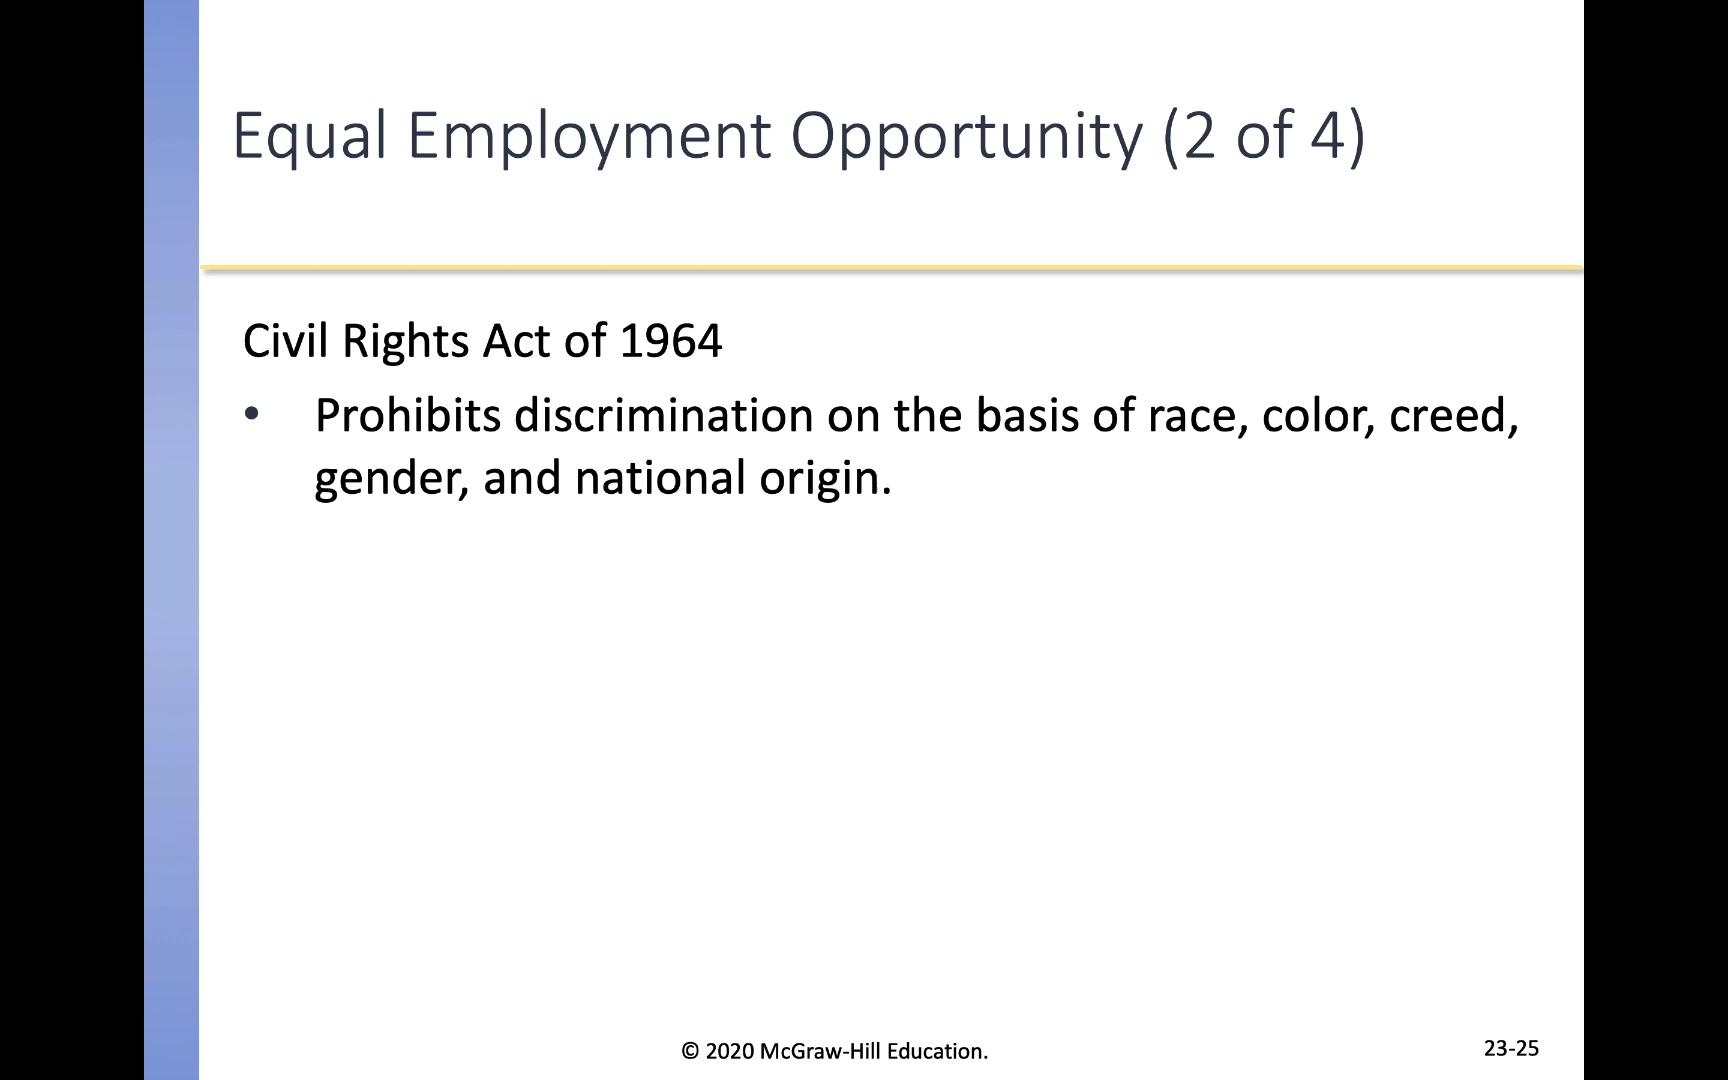 Equal Employment Opportunity (2 of 4)
Civil Rights Act of 1964
• Prohibits discrimination on the basis of race, color, creed,
gender, and national origin.
© 2020 McGraw-Hill Education.
23-25